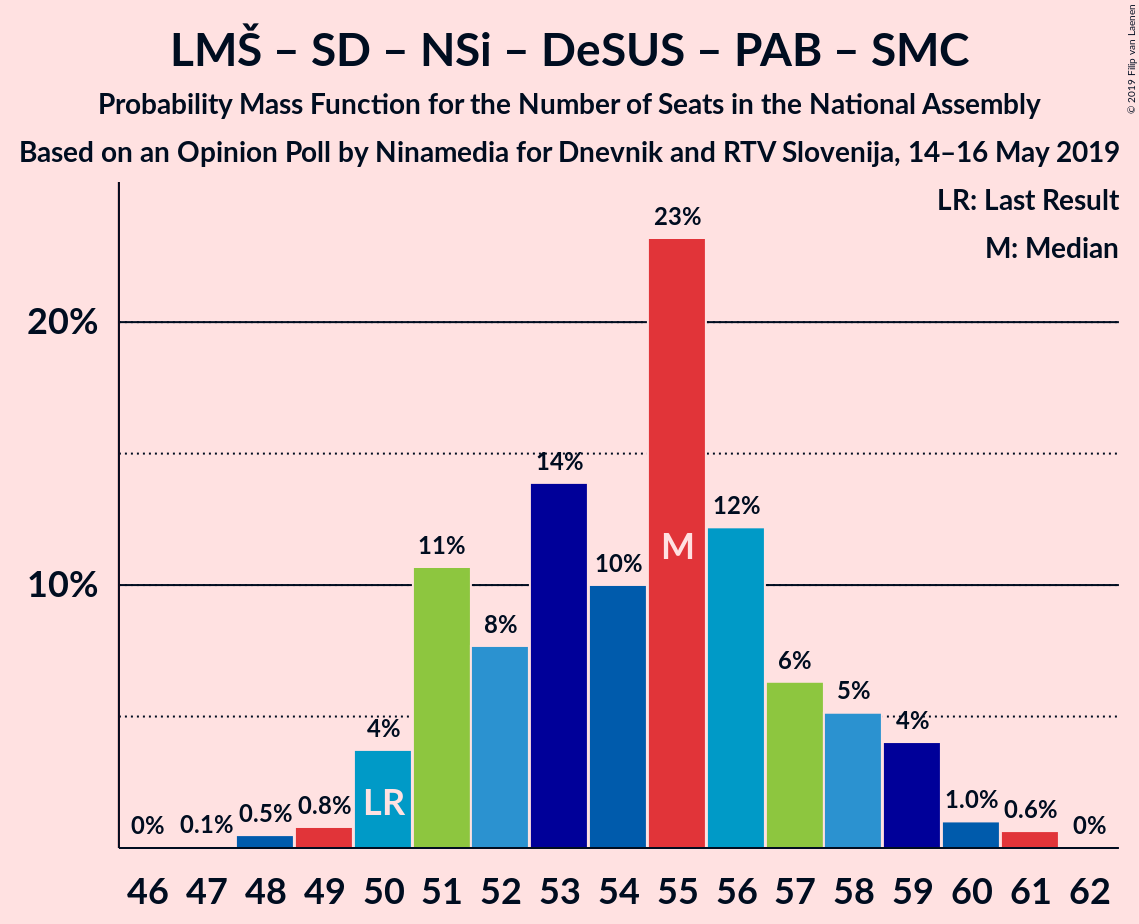 LMŠ – SD – NSi – DeSUS – PAB – SMC
Probability Mass Function for the Number of Seats in the National Assembly
Based on an Opinion Poll by Ninamedia for Dnevnik and RTV Slovenija, 14–16 May 2019
© 2019 Filip van Laenen
LR: Last Result
M: Median
20%
10%
0%
0.1%
0.5%
0.8%
4%
11%
8%
14%
10%
23%
12%
6%
5%
4%
1.0%
0.6%
0%
LR
M
46 47 48 49 50 51 52 53 54 55 56 57 58 59 60 61 62